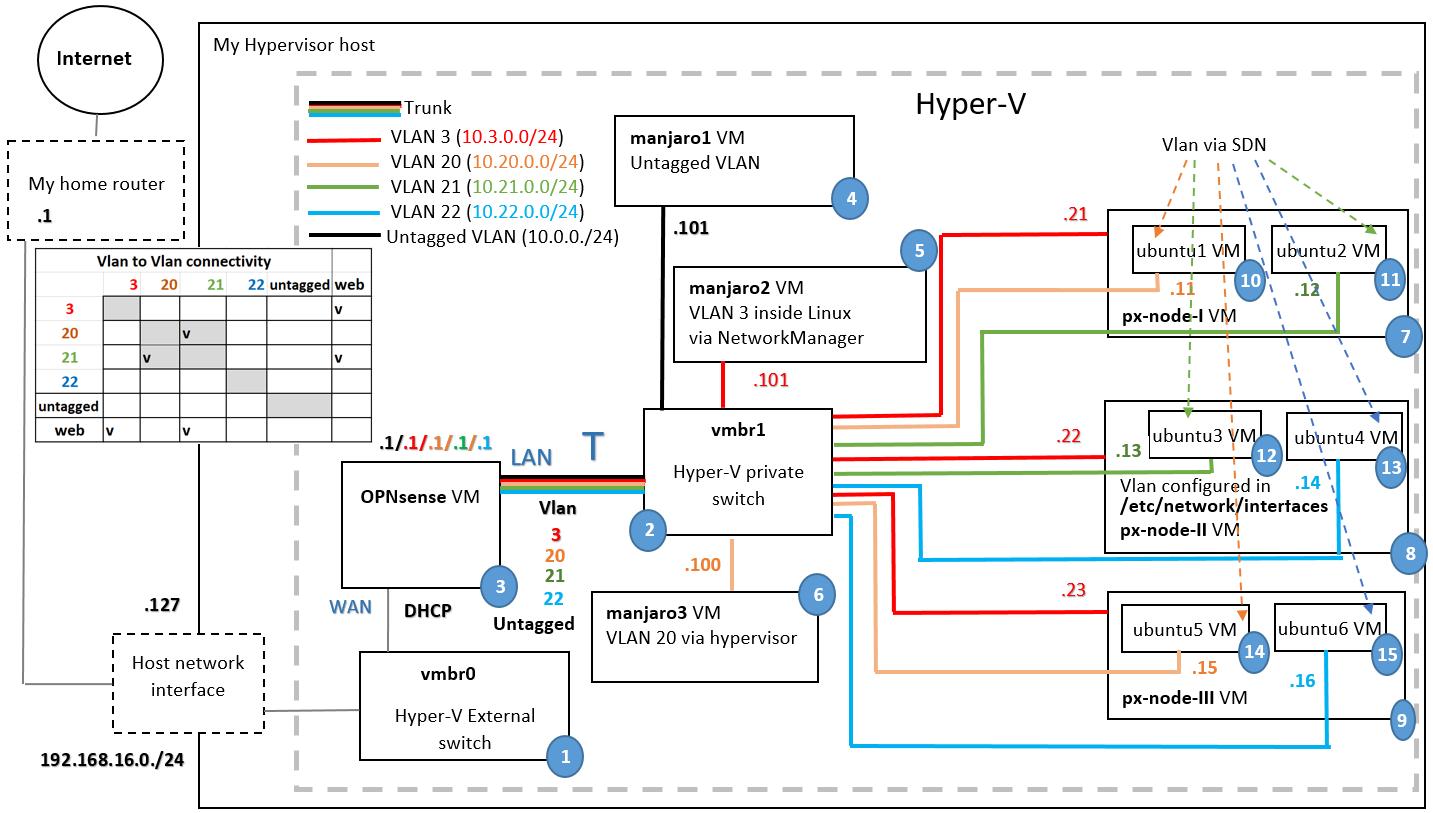 Internet
My Hypervisor host
Hyper-V
My home router
.1
Trunk
VLAN 3 (10.3.0.0/24)
VLAN 20 (10.20.0.0/24)
VLAN 21 (10.21.0.0/24)
VLAN 22 (10.22.0.0/24)
Untagged VLAN (10.0.0./24)
Vlan to Vlan connectivity
3 20 21 22 untagged web
3 v
20 v
21 v v
22
untagged
web v v
manjaro1 VM
Untagged VLAN
4
.101
5
manjaro2 VM
VLAN 3 inside Linux
via NetworkManager
.101
vmbr1
Hyper-V private
switch
2
.1/.1/.1/.1/.1
LAN
T
OPNsense VM
3
Vlan
3
20
21
22
Untagged
WAN
DHCP
.100
6
manjaro3 VM
VLAN 20 via hypervisor
vmbr0
Hyper-V External
switch
1
.127
Host network
interface
192.168.16.0./24
Vlan via SDN
.21
ubuntu1 VM
10
.11
ubuntu2 VM
11
.12
px-node-I VM
7
.22
.13
ubuntu3 VM
12
ubuntu4 VM
13
.14
Vlan configured in
/etc/network/interfaces
px-node-II VM
8
.23
ubuntu5 VM
14
.15
ubuntu6 VM
15
.16
px-node-III VM
9